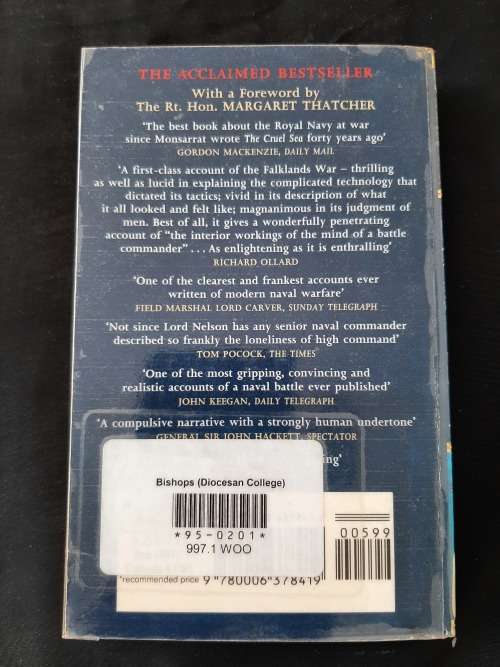 THE ACCLAIMED BESTSELLER
With a Foreword by
The Rt. Hon. MARGARET THATCHER
'The best book about the Royal Navy at war
since Monsarrat wrote The Cruel Sea forty years ago'
GORDON MACKENZIE, DAILY MAIL
'A first-class account of the Falklands War – thrilling
as well as lucid in explaining the complicated technology that
dictated its tactics; vivid in its description of what
it all looked and felt like; magnanimous in its judgment of
men. Best of all, it gives a wonderfully penetrating
account of "the interior workings of the mind of a battle
commander" . . . As enlightening as it is enthralling'
RICHARD OLLARD
'One of the clearest and frankest accounts ever
written of modern naval warfare'
FIELD MARSHAL LORD CARVER, SUNDAY TELEGRAPH
'Not since Lord Nelson has any senior naval commander
described so frankly the loneliness of high command'
TOM POCOCK, THE TIMES
'One of the most gripping, convincing and
realistic accounts of a naval battle ever published'
JOHN KEEGAN, DAILY TELEGRAPH
'A compulsive narrative with a strongly human undertone'
GENERAL SIR JOHN HACKETT, SPECTATOR
Bishops (Diocesan College)
*95-0201*
997.1 WOO
00599
*recommended price
9 780006 378419